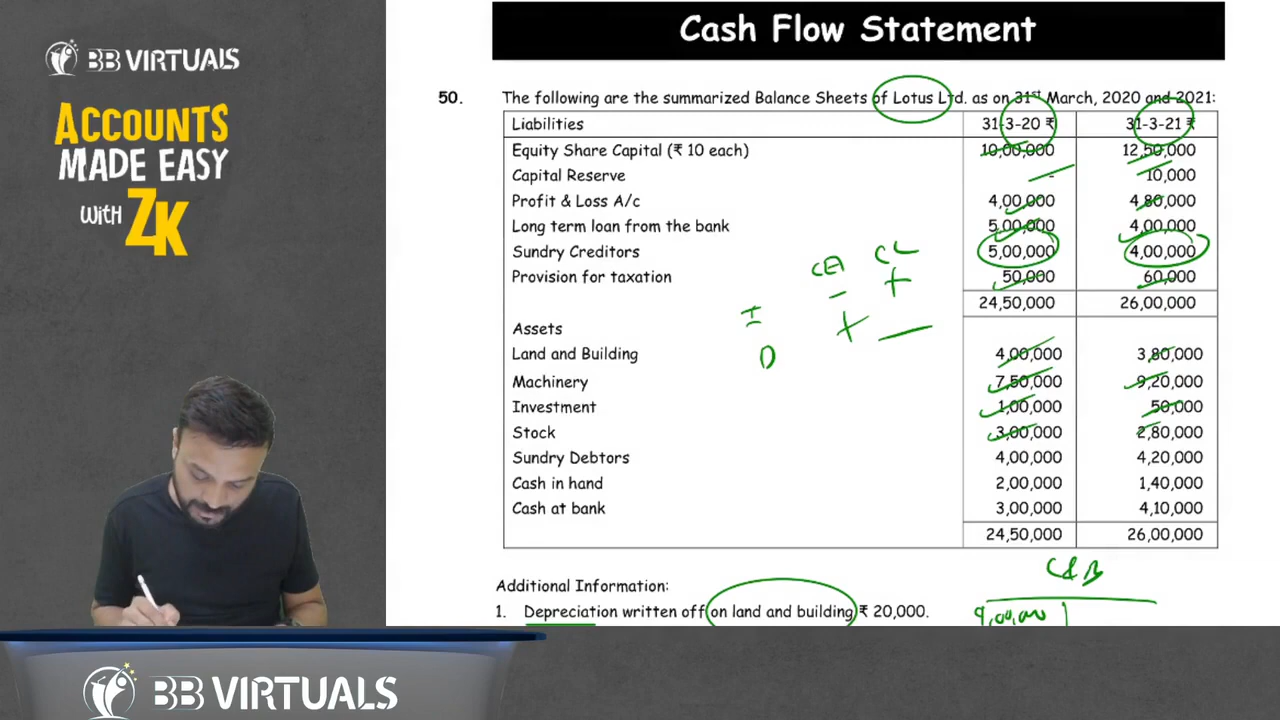 BB VIRTUALS
ACCOUNTS
MADE EASY
with ZK
Cash Flow Statement
50. The following are the summarized Balance Sheets of Lotus Ltd. as on 31st March, 2020 and 2021:
Liabilities 31-3-20 ₹ 31-3-21 ₹
Equity Share Capital (₹ 10 each) 10,00,000 12,50,000
Capital Reserve - 10,000
Profit & Loss A/c 4,00,000 4,80,000
Long term loan from the bank 5,00,000 4,00,000
Sundry Creditors 5,00,000 4,00,000
Provision for taxation 50,000 60,000
24,50,000 26,00,000
CA CL
- +
I
+ -
D
Assets
Land and Building 4,00,000 3,80,000
Machinery 7,50,000 9,20,000
Investment 1,00,000 50,000
Stock 3,00,000 2,80,000
Sundry Debtors 4,00,000 4,20,000
Cash in hand 2,00,000 1,40,000
Cash at bank 3,00,000 4,10,000
24,50,000 26,00,000
Additional Information:
1. Depreciation written off on land and building ₹ 20,000.
BB VIRTUALS